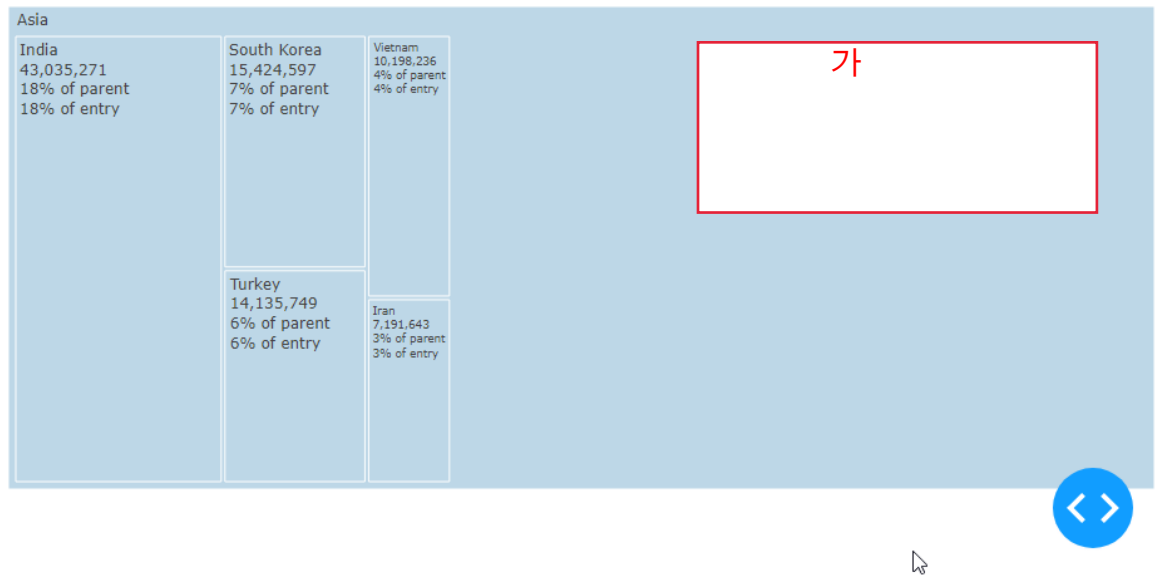 Asia
India
43,035,271
18% of parent
18% of entry
South Korea
15,424,597
7% of parent
7% of entry
Turkey
14,135,749
6% of parent
6% of entry
Vietnam
10,198,236
4% of parent
4% of entry
Iran
7,191,643
3% of parent
3% of entry
가